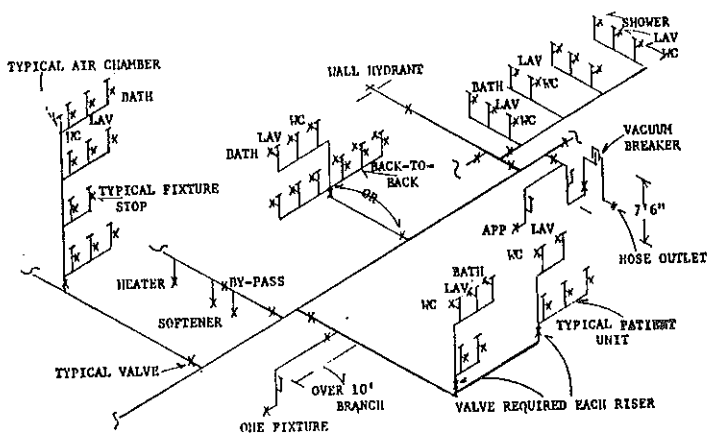 SHOWER
LAV
WC
TYPICAL AIR CHAMBER
LAV
WALL HYDRANT
BATH
WC
BATH
LAV
WC
WC
LAV
WC
LAV
BATH
VACUUM
BREAKER
BACK-TO-
BACK
TYPICAL FIXTURE
STOP
OR
7'6"
APP
LAV
HOSE OUTLET
WC
HEATER
BY-PASS
BATH
LAV
WC
SOFTENER
TYPICAL PATIENT
UNIT
TYPICAL VALVE
OVER 10'
BRANCH
VALVE REQUIRED EACH RISER
ONE FIXTURE